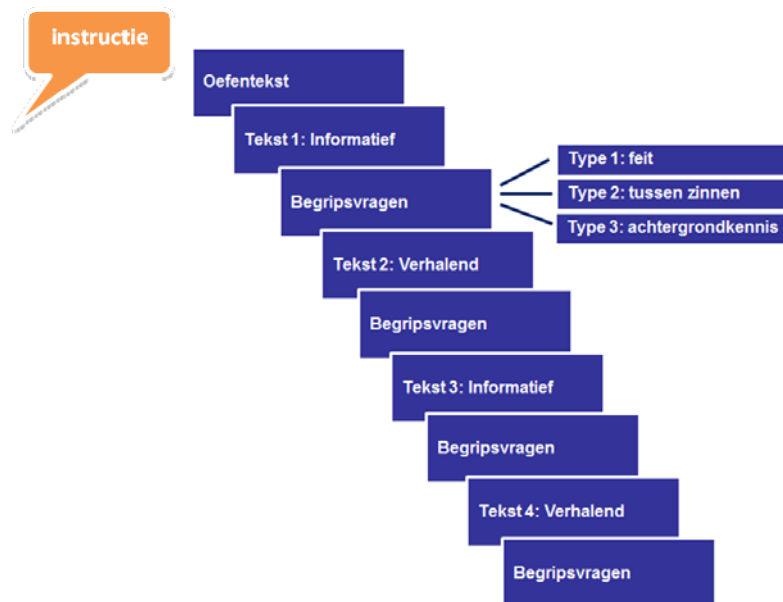 instructie
Oefentekst
Tekst 1: Informatief
Begripsvragen
Type 1: feit
Type 2: tussen zinnen
Type 3: achtergrondkennis
Tekst 2: Verhalend
Begripsvragen
Tekst 3: Informatief
Begripsvragen
Tekst 4: Verhalend
Begripsvragen